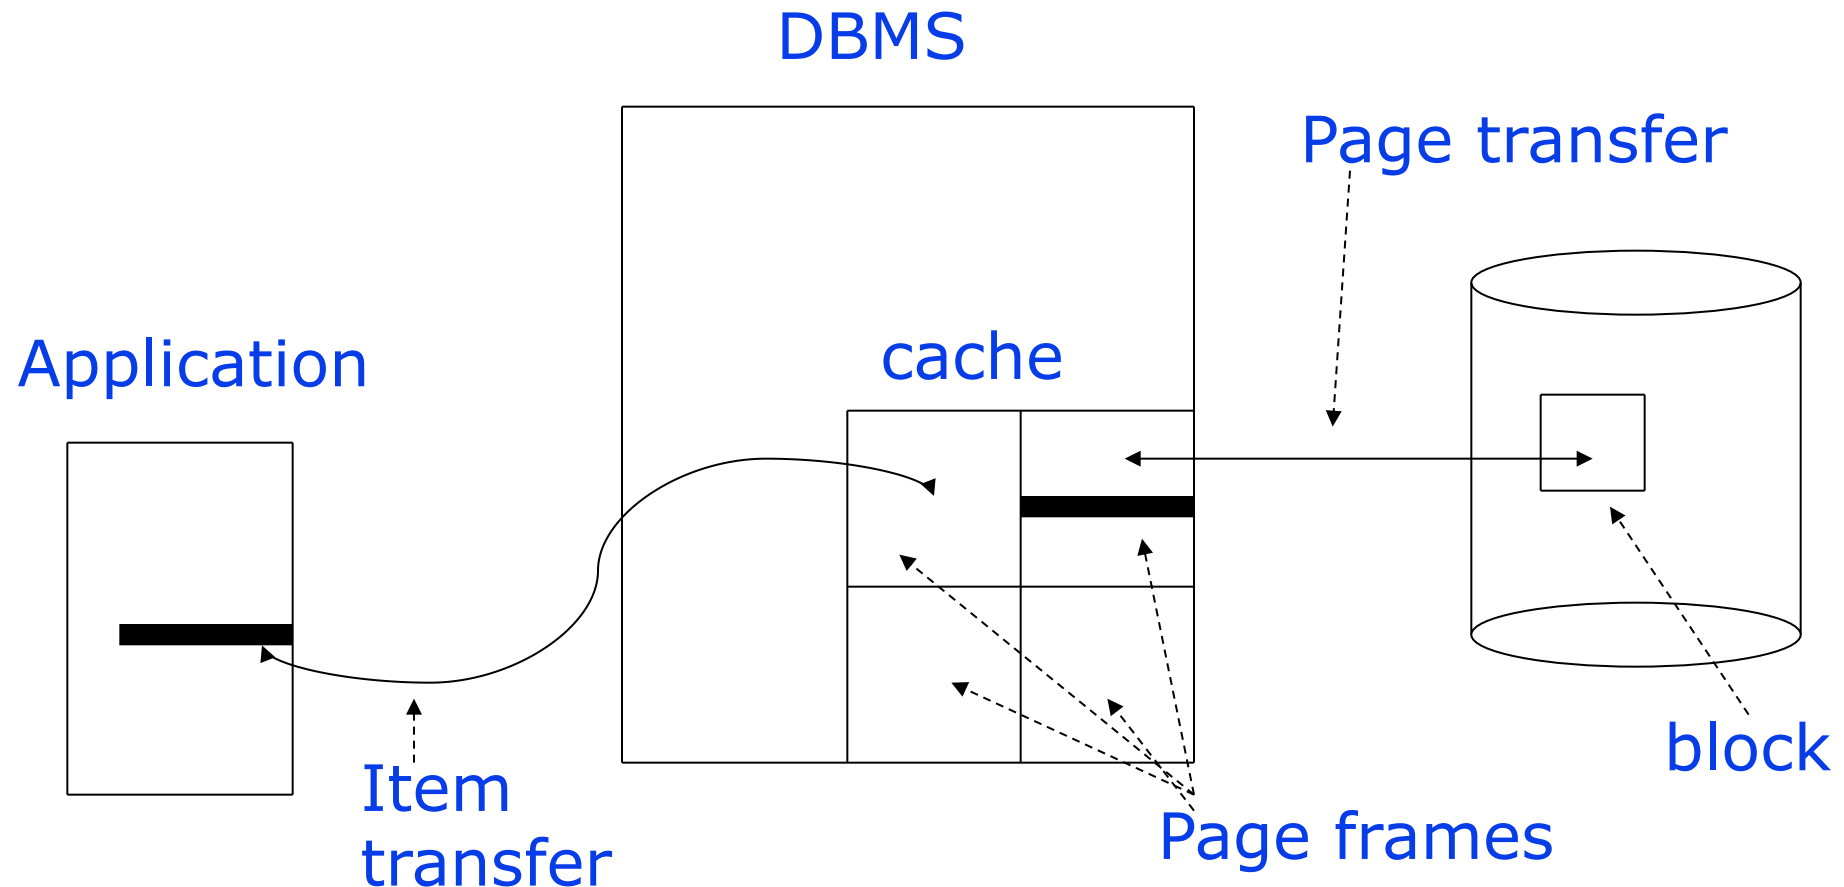 DBMS
Page transfer
cache
Application
block
Item
transfer
Page frames